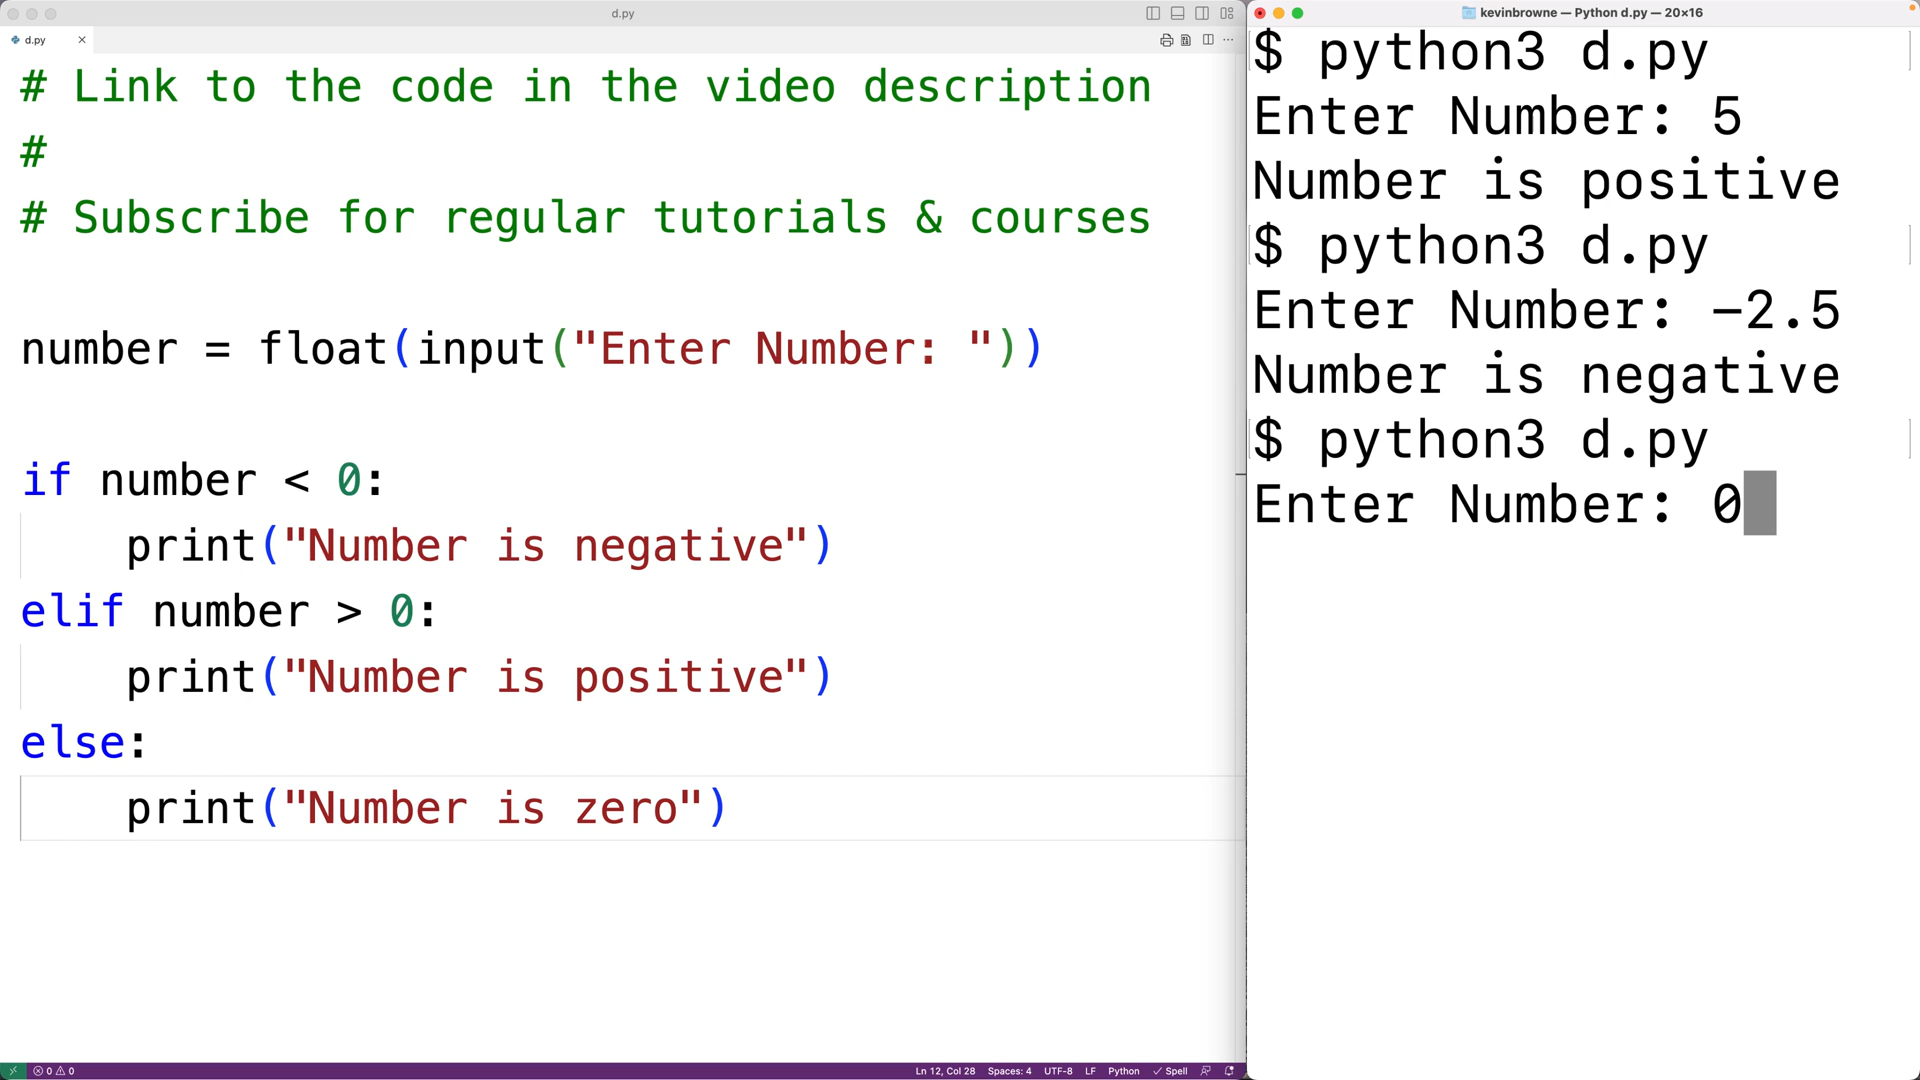 d.py
d.py
# Link to the code in the video description
#
# Subscribe for regular tutorials & courses
number = float(input("Enter Number: "))
if number < 0:
    print("Number is negative")
elif number > 0:
    print("Number is positive")
else:
    print("Number is zero")
0 0
Ln 12, Col 28 Spaces: 4 UTF-8 LF Python Spell
kevinbrowne — Python d.py — 20×16
$ python3 d.py
Enter Number: 5
Number is positive
$ python3 d.py
Enter Number: -2.5
Number is negative
$ python3 d.py
Enter Number: 0